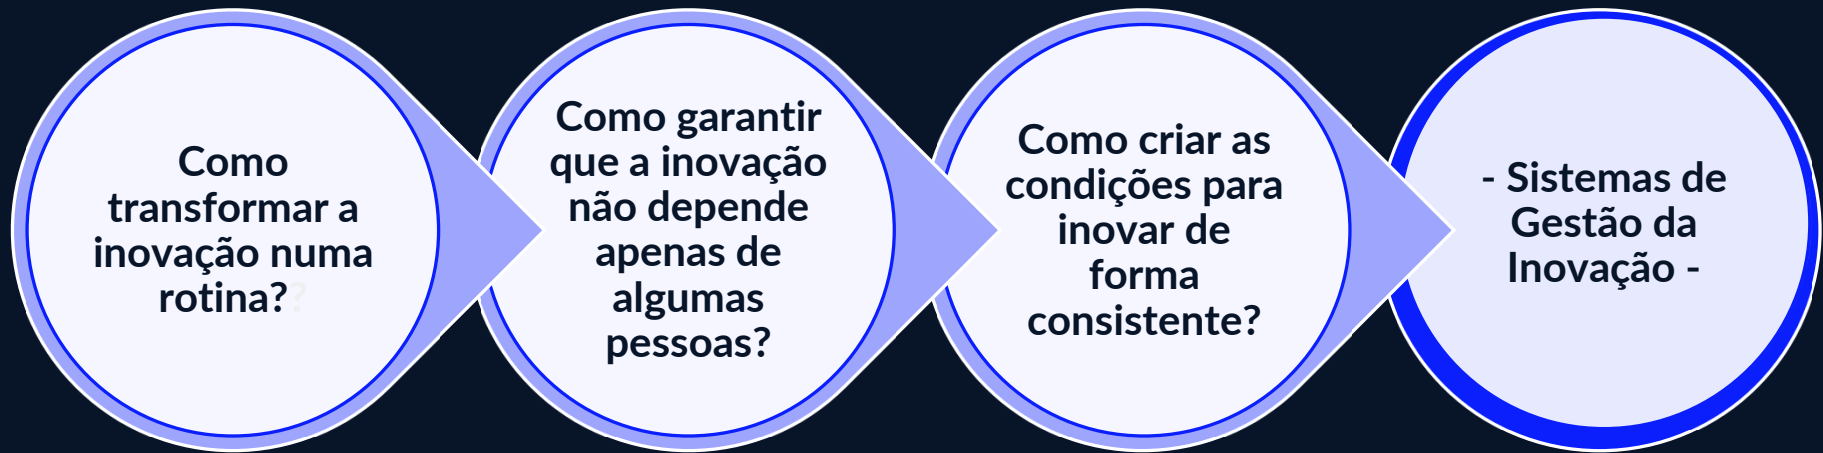 Como
transformar a
inovação numa
rotina??
Como garantir
que a inovação
não depende
apenas de
algumas
pessoas?
Como criar as
condições para
inovar de
forma
consistente?
- Sistemas de
Gestão da
Inovação -